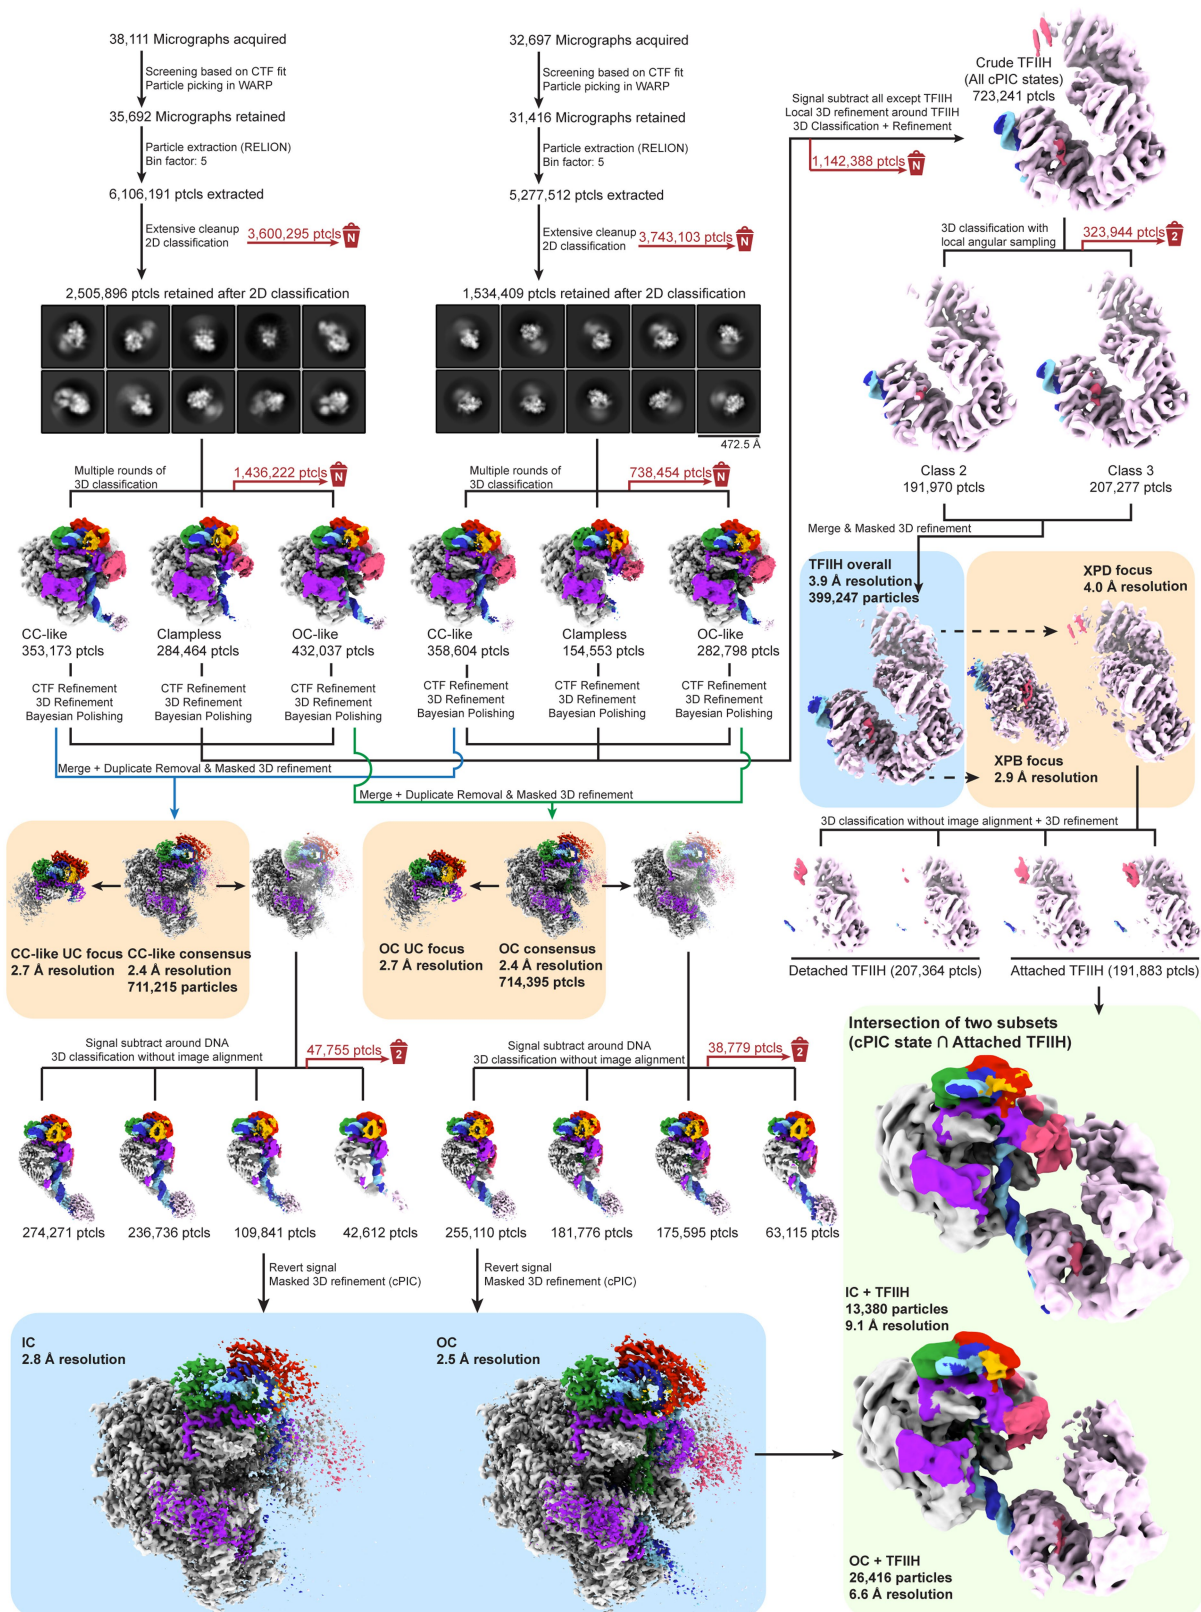 38,111 Micrographs acquired
Screening based on CTF fit
Particle picking in WARP
35,692 Micrographs retained
Particle extraction (RELION)
Bin factor: 5
6,106,191 ptcls extracted
Extensive cleanup
2D classification
3,600,295 ptcls
N
2,505,896 ptcls retained after 2D classification
32,697 Micrographs acquired
Screening based on CTF fit
Particle picking in WARP
31,416 Micrographs retained
Particle extraction (RELION)
Bin factor: 5
5,277,512 ptcls extracted
Extensive cleanup
2D classification
3,743,103 ptcls
N
1,534,409 ptcls retained after 2D classification
472.5 Å
Multiple rounds of
3D classification
1,436,222 ptcls
N
Multiple rounds of
3D classification
738,454 ptcls
N
CC-like
353,173 ptcls
Clampless
284,464 ptcls
OC-like
432,037 ptcls
CC-like
358,604 ptcls
Clampless
154,553 ptcls
OC-like
282,798 ptcls
CTF Refinement
3D Refinement
Bayesian Polishing
CTF Refinement
3D Refinement
Bayesian Polishing
CTF Refinement
3D Refinement
Bayesian Polishing
CTF Refinement
3D Refinement
Bayesian Polishing
CTF Refinement
3D Refinement
Bayesian Polishing
CTF Refinement
3D Refinement
Bayesian Polishing
Merge + Duplicate Removal & Masked 3D refinement
Merge + Duplicate Removal & Masked 3D refinement
CC-like UC focus
2.7 Å resolution
CC-like consensus
2.4 Å resolution
711,215 particles
OC UC focus
2.7 Å resolution
OC consensus
2.4 Å resolution
714,395 ptcls
Signal subtract around DNA
3D classification without image alignment
47,755 ptcls
2
Signal subtract around DNA
3D classification without image alignment
38,779 ptcls
2
274,271 ptcls
236,736 ptcls
109,841 ptcls
42,612 ptcls
255,110 ptcls
181,776 ptcls
175,595 ptcls
63,115 ptcls
Revert signal
Masked 3D refinement (cPIC)
Revert signal
Masked 3D refinement (cPIC)
IC
2.8 Å resolution
OC
2.5 Å resolution
Signal subtract all except TFIIH
Local 3D refinement around TFIIH
3D Classification + Refinement
1,142,388 ptcls
N
Crude TFIIH
(All cPIC states)
723,241 ptcls
3D classification with
local angular sampling
323,944 ptcls
2
Class 2
191,970 ptcls
Class 3
207,277 ptcls
Merge & Masked 3D refinement
TFIIH overall
3.9 Å resolution
399,247 particles
XPD focus
4.0 Å resolution
XPB focus
2.9 Å resolution
3D classification without image alignment + 3D refinement
Detached TFIIH (207,364 ptcls)
Attached TFIIH (191,883 ptcls)
Intersection of two subsets
(cPIC state ∩ Attached TFIIH)
IC + TFIIH
13,380 particles
9.1 Å resolution
OC + TFIIH
26,416 particles
6.6 Å resolution